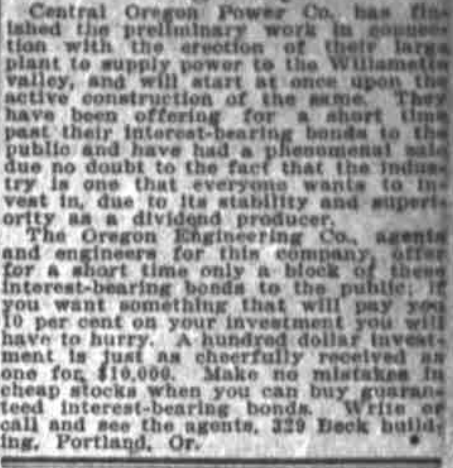 Central Oregon Power Co. has fin-
ished the preliminary work in connec-
tion with the erection of their large
plant to supply power to the Willamette
valley, and will start at once upon the
active construction of the same. They
have been offering for a short time
past their interest-bearing bonds to the
public and have had a phenomenal sale
due no doubt to the fact that the indus-
try is one that everyone wants to in-
vest in, due to its stability and superi-
ority as a dividend producer.
The Oregon Engineering Co., agents
and engineers for this company, offer
for a short time only a block of these
interest-bearing bonds to the public; if
you want something that will pay you
10 per cent on your investment you will
have to hurry. A hundred dollar invest-
ment is just as cheerfully received as
one for $10,000. Make no mistakes in
cheap stocks when you can buy guaran-
teed interest-bearing bonds. Write or
call and see the agents, 329 Beck build-
ing, Portland, Or. *